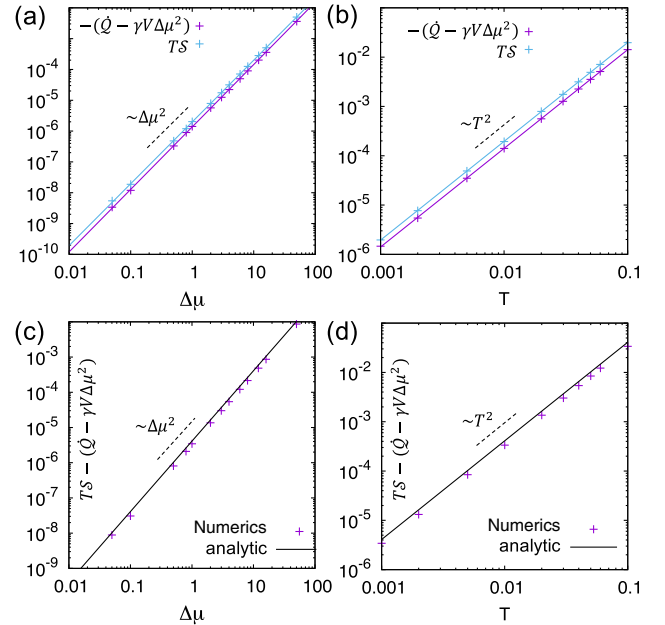 (a)
−(Q̇ − γVΔμ²) +
T𝒮 +
~Δμ²
10⁻⁴
10⁻⁵
10⁻⁶
10⁻⁷
10⁻⁸
10⁻⁹
10⁻¹⁰
0.01 0.1 1 10 100
Δμ
(b)
−(Q̇ − γVΔμ²) +
T𝒮 +
~T²
10⁻²
10⁻³
10⁻⁴
10⁻⁵
10⁻⁶
0.001 0.01 0.1
T
(c)
T𝒮 − (Q̇ − γVΔμ²)
~Δμ²
10⁻³
10⁻⁴
10⁻⁵
10⁻⁶
10⁻⁷
10⁻⁸
10⁻⁹
Numerics +
analytic
0.01 0.1 1 10 100
Δμ
(d)
T𝒮 − (Q̇ − γVΔμ²)
~T²
10⁻²
10⁻³
10⁻⁴
10⁻⁵
10⁻⁶
Numerics +
analytic
0.001 0.01 0.1
T